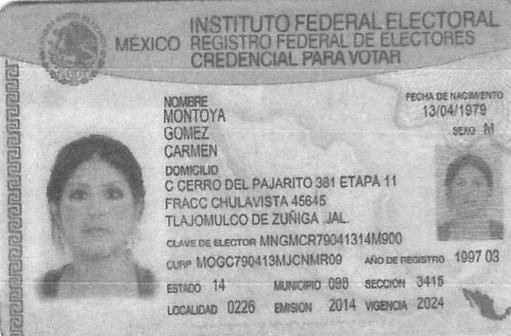 INSTITUTO FEDERAL ELECTORAL
MÉXICO REGISTRO FEDERAL DE ELECTORES
CREDENCIAL PARA VOTAR
NOMBRE
MONTOYA
GOMEZ
CARMEN
FECHA DE NACIMIENTO
13/04/1979
SEXO M
DOMICILIO
C CERRO DEL PAJARITO 381 ETAPA 11
FRACC CHULAVISTA 45645
TLAJOMULCO DE ZUÑIGA ,JAL.
CLAVE DE ELECTOR MNGMCR79041314M900
CURP MOGC790413MJCNMR09 AÑO DE REGISTRO 1997 03
ESTADO 14 MUNICIPIO 098 SECCION 3415
LOCALIDAD 0226 EMISION 2014 VIGENCIA 2024